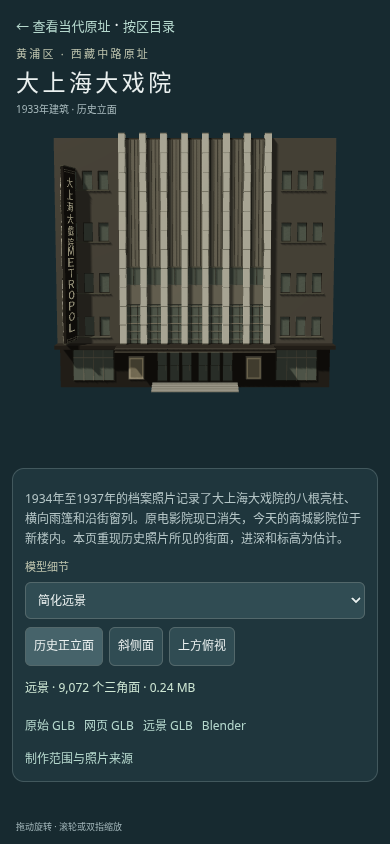 ← 查看当代原址 · 按区目录
黄浦区 · 西藏中路原址
大上海大戏院
1933年建筑 · 历史立面
大上海大戲院METROPOL
1934年至1937年的档案照片记录了大上海大戏院的八根亮柱、
横向雨篷和沿街窗列。原电影院现已消失，今天的商城影院位于
新楼内。本页重现历史照片所见的街面，进深和标高为估计。
模型细节
简化远景
历史正立面 斜侧面 上方俯视
远景 · 9,072 个三角面 · 0.24 MB
原始 GLB 网页 GLB 远景 GLB Blender
制作范围与照片来源
拖动旋转 · 滚轮或双指缩放